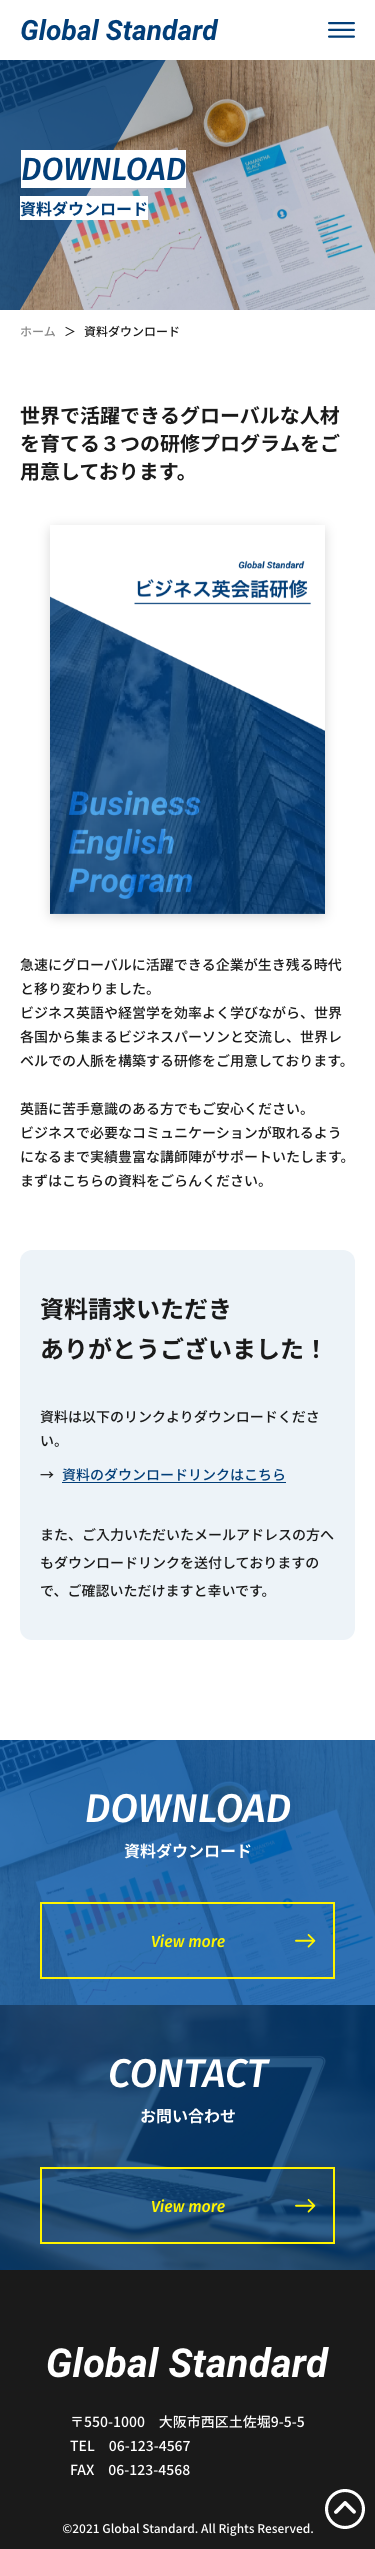 Global Standard
DOWNLOAD
資料ダウンロード
ホーム ＞ 資料ダウンロード
世界で活躍できるグローバルな人材
を育てる３つの研修プログラムをご
用意しております。
Global Standard
ビジネス英会話研修
Business
English
Program
急速にグローバルに活躍できる企業が生き残る時代
と移り変わりました。
ビジネス英語や経営学を効率よく学びながら、世界
各国から集まるビジネスパーソンと交流し、世界レ
ベルでの人脈を構築する研修をご用意しております。
英語に苦手意識のある方でもご安心ください。
ビジネスで必要なコミュニケーションが取れるよう
になるまで実績豊富な講師陣がサポートいたします。
まずはこちらの資料をごらんください。
資料請求いただき
ありがとうございました！
資料は以下のリンクよりダウンロードくださ
い。
→ 資料のダウンロードリンクはこちら
また、ご入力いただいたメールアドレスの方へ
もダウンロードリンクを送付しておりますの
で、ご確認いただけますと幸いです。
DOWNLOAD
資料ダウンロード
View more
CONTACT
お問い合わせ
View more
Global Standard
〒550-1000　大阪市西区土佐堀9-5-5
TEL　06-123-4567
FAX　06-123-4568
©2021 Global Standard. All Rights Reserved.